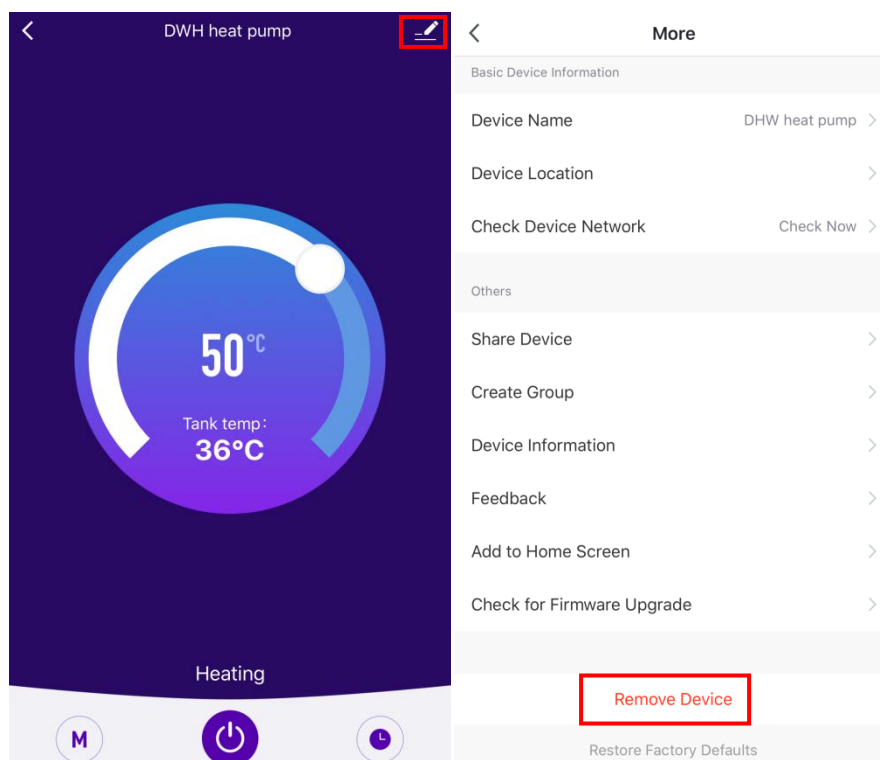 DWH heat pump
50°C
Tank temp:
36°C
Heating
M
More
Basic Device Information
Device Name DHW heat pump
Device Location
Check Device Network Check Now
Others
Share Device
Create Group
Device Information
Feedback
Add to Home Screen
Check for Firmware Upgrade
Remove Device
Restore Factory Defaults